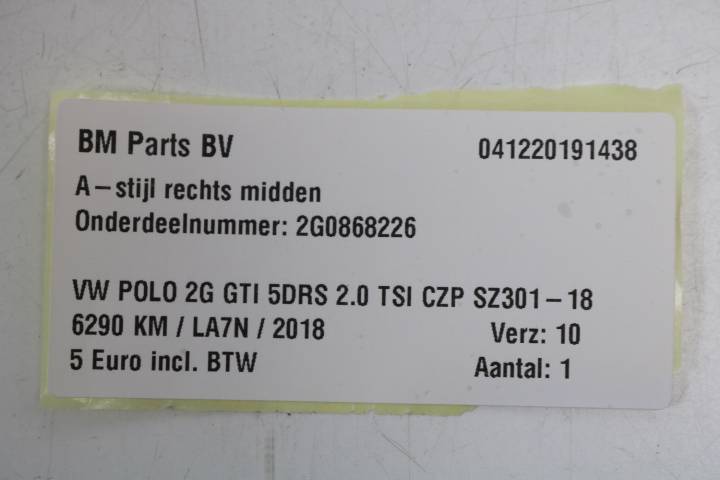 BM Parts BV 041220191438
A-stijl rechts midden
Onderdeelnummer: 2G0868226
VW POLO 2G GTI 5DRS 2.0 TSI CZP SZ301-18
6290 KM / LA7N / 2018 Verz: 10
5 Euro incl. BTW Aantal: 1